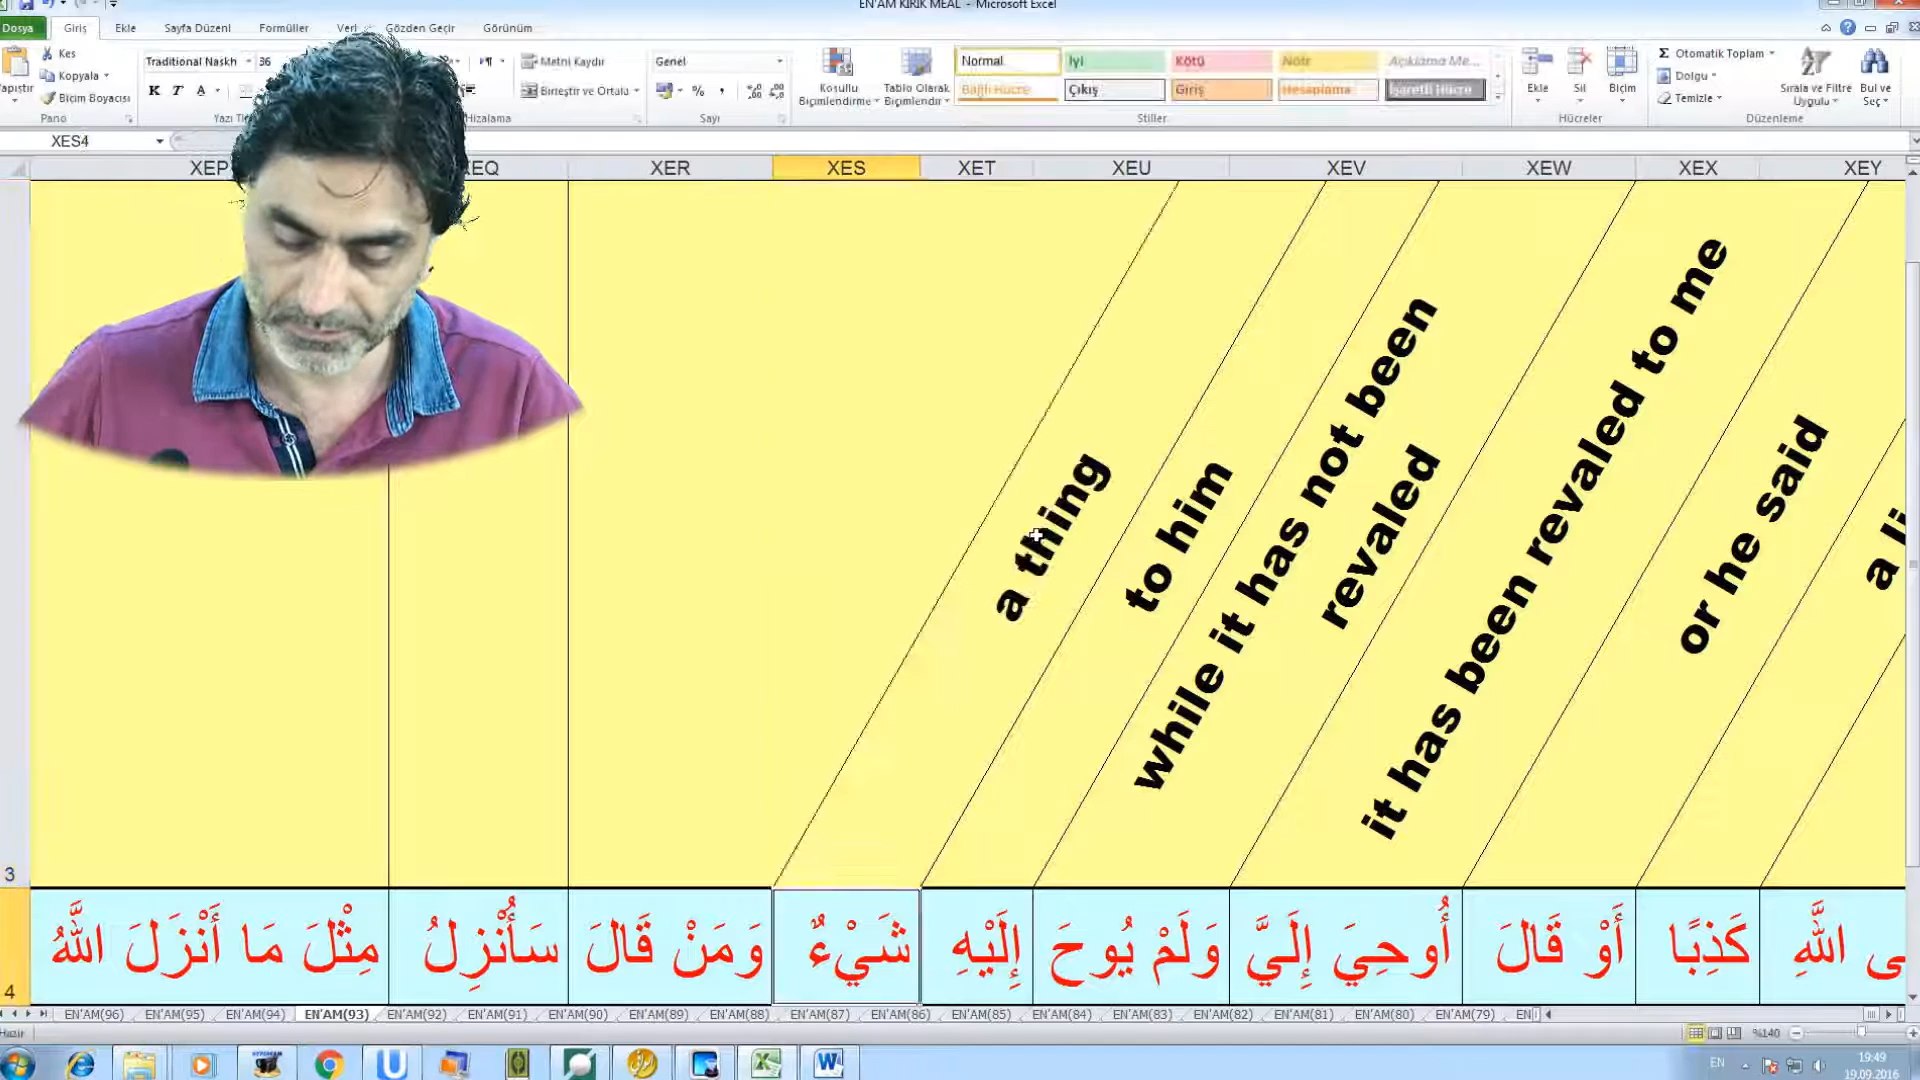 EN'AM KIRIK MEAL - Microsoft Excel
Dosya Giriş Ekle Sayfa Düzeni Formüller Veri Gözden Geçir Görünüm
Kes
Kopyala
Biçim Boyacısı
Pano
Traditional Naskh 36
K T A
Metni Kaydır
Birleştir ve Ortala
Hizalama
Genel
%
Sayı
Koşullu Biçimlendirme
Tablo Olarak Biçimlendir
Normal İyi Kötü Nötr Açıklama Me...
Bağlı Hücre Çıkış Giriş Hesaplama İşaretli Hücre
Stiller
Ekle Sil Biçim
Hücreler
Σ Otomatik Toplam
Dolgu
Temizle
Sırala ve Filtre Uygula
Bul ve Seç
Düzenleme
XES4
XEP XEQ XER XES XET XEU XEV XEW XEX XEY
a thing
to him
while it has not been
revaled
it has been revaled to me
or he said
3
اللَّهِ
كَذِبًا
أَوْ قَالَ
أُوحِيَ إِلَيَّ
وَلَمْ يُوحَ
إِلَيْهِ
شَيْءٌ
وَمَنْ قَالَ
سَأُنْزِلُ
مِثْلَ مَا أَنْزَلَ اللَّهُ
4
EN'AM(96) EN'AM(95) EN'AM(94) EN'AM(93) EN'AM(92) EN'AM(91) EN'AM(90) EN'AM(89) EN'AM(88) EN'AM(87) EN'AM(86) EN'AM(85) EN'AM(84) EN'AM(83) EN'AM(82) EN'AM(81) EN'AM(80) EN'AM(79)
Hazır
%140
EN
19:49
19.09.2016